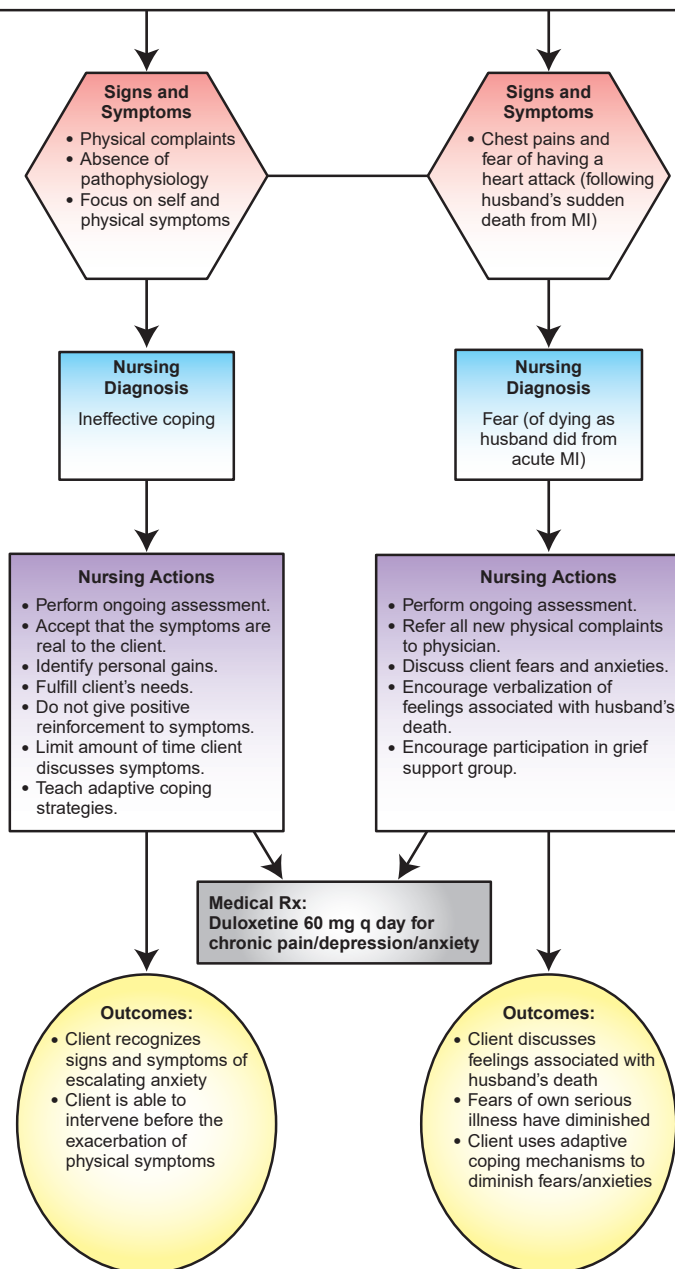 Signs and
Symptoms
• Physical complaints
• Absence of
pathophysiology
• Focus on self and
physical symptoms
Signs and
Symptoms
• Chest pains and
fear of having a
heart attack (following
husband's sudden
death from MI)
Nursing
Diagnosis
Ineffective coping
Nursing
Diagnosis
Fear (of dying as
husband did from
acute MI)
Nursing Actions
• Perform ongoing assessment.
• Accept that the symptoms are
real to the client.
• Identify personal gains.
• Fulfill client's needs.
• Do not give positive
reinforcement to symptoms.
• Limit amount of time client
discusses symptoms.
• Teach adaptive coping
strategies.
Nursing Actions
• Perform ongoing assessment.
• Refer all new physical complaints
to physician.
• Discuss client fears and anxieties.
• Encourage verbalization of
feelings associated with husband's
death.
• Encourage participation in grief
support group.
Medical Rx:
Duloxetine 60 mg q day for
chronic pain/depression/anxiety
Outcomes:
• Client recognizes
signs and symptoms of
escalating anxiety
• Client is able to
intervene before the
exacerbation of
physical symptoms
Outcomes:
• Client discusses
feelings associated with
husband's death
• Fears of own serious
illness have diminished
• Client uses adaptive
coping mechanisms to
diminish fears/anxieties